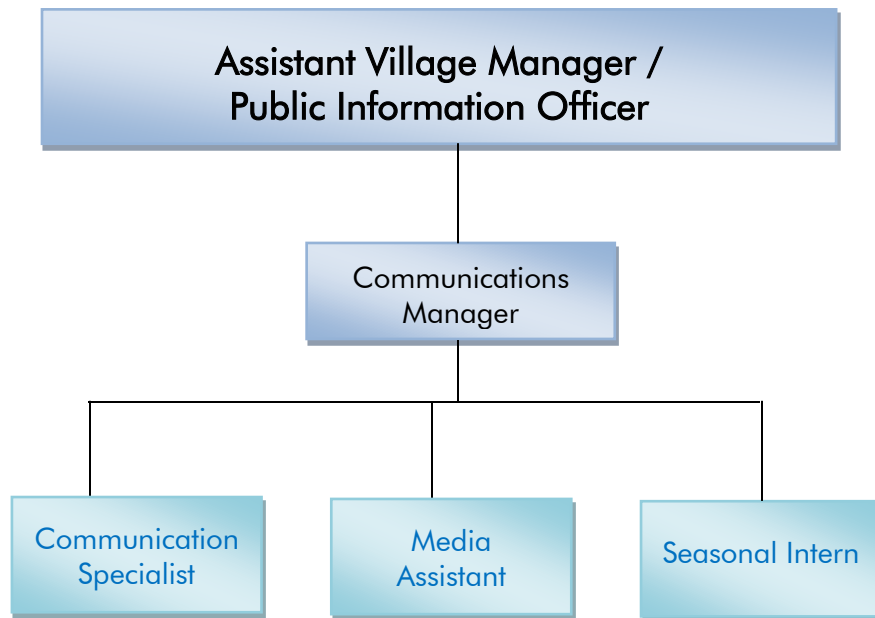 Assistant Village Manager /
Public Information Officer
Communications
Manager
Communication
Specialist
Media
Assistant
Seasonal Intern